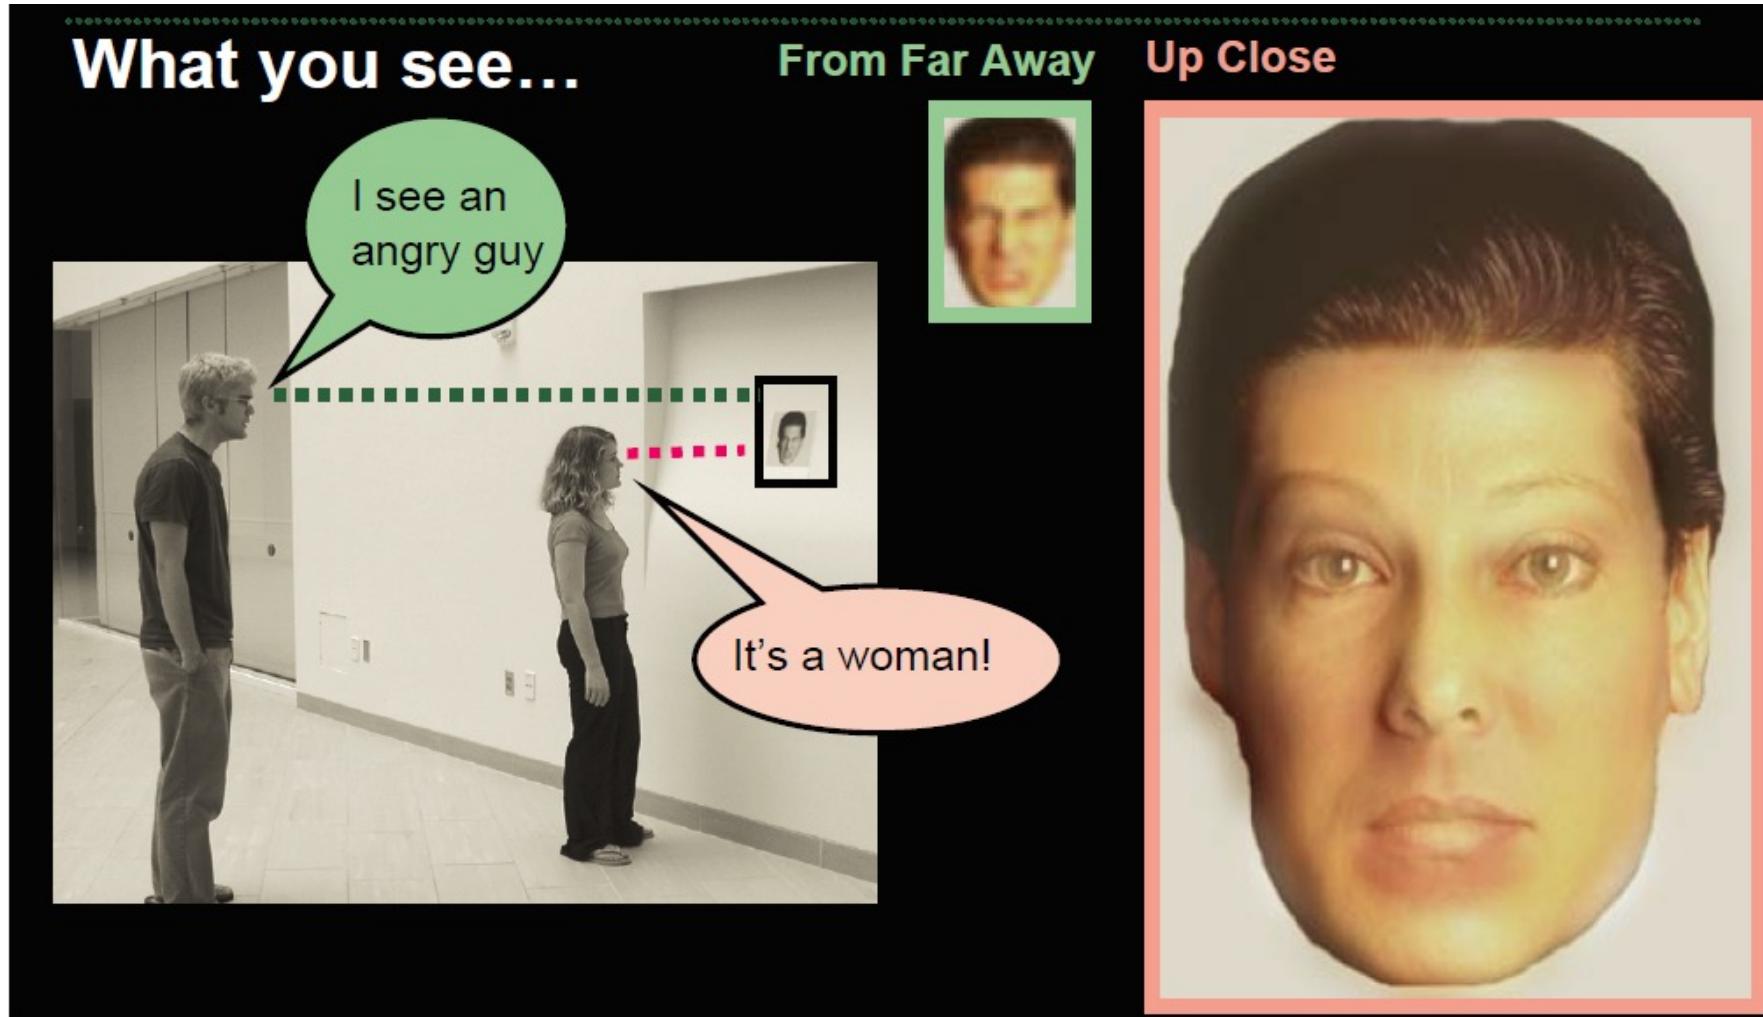 What you see…
From Far Away
Up Close
I see an
angry guy
It's a woman!